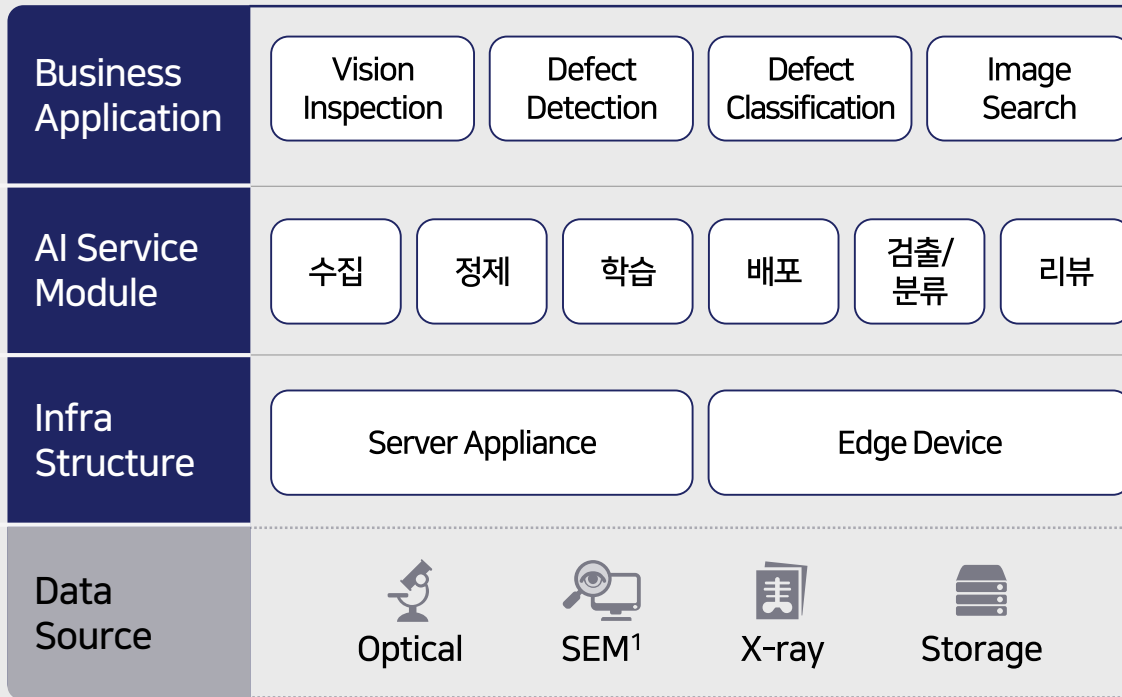 Business
Application
Vision
Inspection
Defect
Detection
Defect
Classification
Image
Search
AI Service
Module
수집
정제
학습
배포
검출/
분류
리뷰
Infra
Structure
Server Appliance
Edge Device
Data
Source
Optical
SEM¹
X-ray
Storage